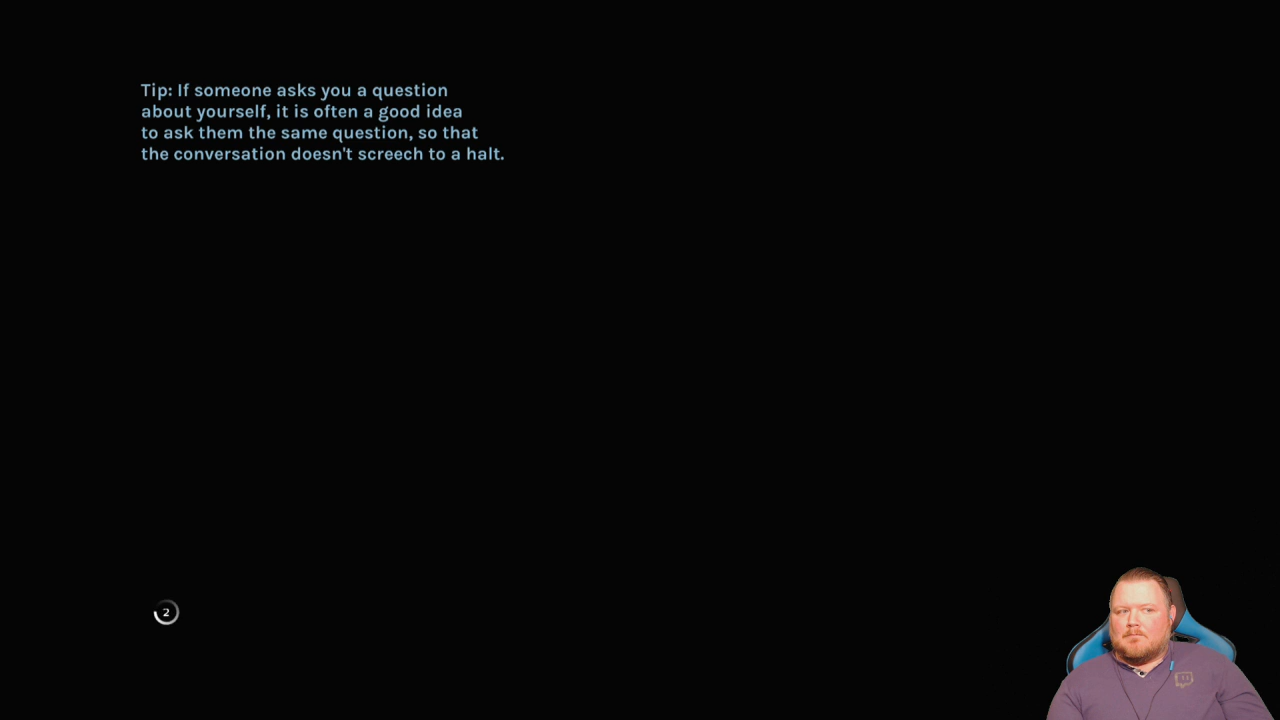 Tip: If someone asks you a question
about yourself, it is often a good idea
to ask them the same question, so that
the conversation doesn't screech to a halt.
2